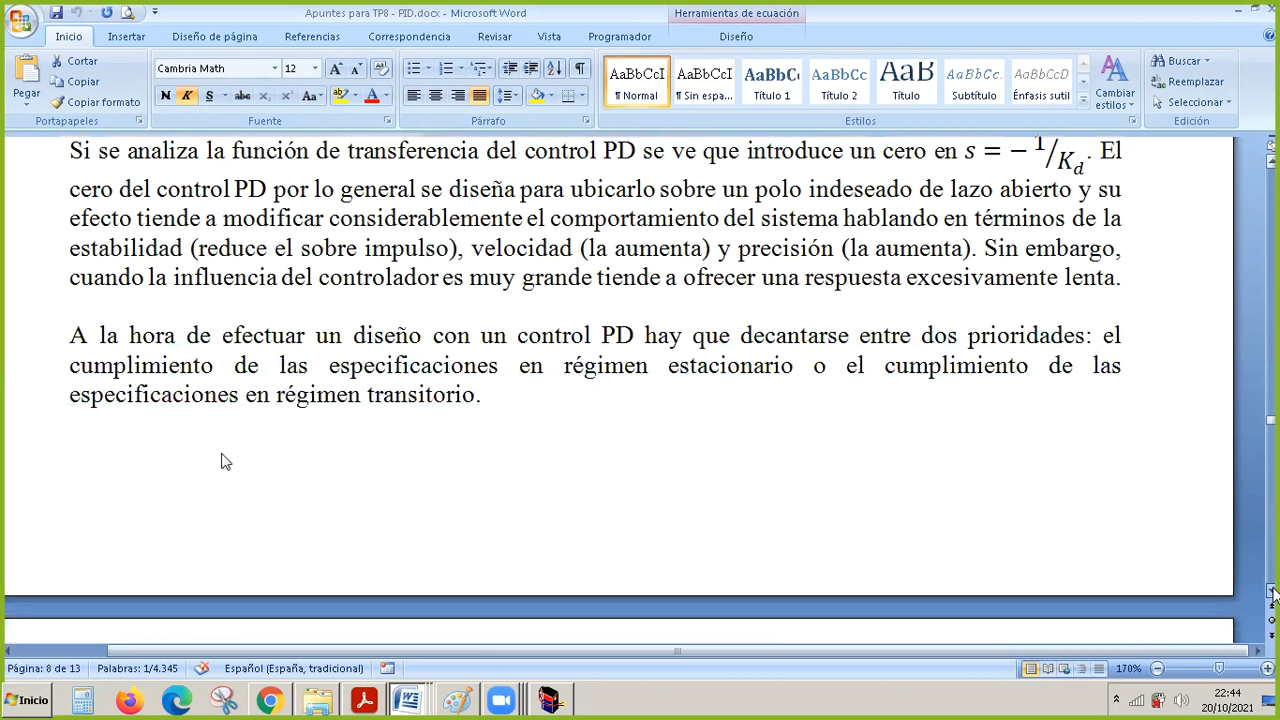 Apuntes para TP8 - PID.docx - Microsoft Word
Herramientas de ecuación
Inicio Insertar Diseño de página Referencias Correspondencia Revisar Vista Programador Diseño
Cortar
Copiar
Copiar formato
Pegar
Portapapeles
Cambria Math 12
N K S abc x₂ x² Aa
Fuente
Párrafo
AaBbCcI AaBbCcI AaBbCc AaBbCcI AaB AaBbCc. AaBbCcD
¶ Normal ¶ Sin espa... Título 1 Título 2 Título Subtítulo Énfasis sutil
Cambiar estilos
Estilos
Buscar
Reemplazar
Seleccionar
Edición
Si se analiza la función de transferencia del control PD se ve que introduce un cero en s = − 1/K_d. El
cero del control PD por lo general se diseña para ubicarlo sobre un polo indeseado de lazo abierto y su
efecto tiende a modificar considerablemente el comportamiento del sistema hablando en términos de la
estabilidad (reduce el sobre impulso), velocidad (la aumenta) y precisión (la aumenta). Sin embargo,
cuando la influencia del controlador es muy grande tiende a ofrecer una respuesta excesivamente lenta.
A la hora de efectuar un diseño con un control PD hay que decantarse entre dos prioridades: el
cumplimiento de las especificaciones en régimen estacionario o el cumplimiento de las
especificaciones en régimen transitorio.
Página: 8 de 13 Palabras: 1/4.345 Español (España, tradicional) 170%
Inicio
22:44
20/10/2021